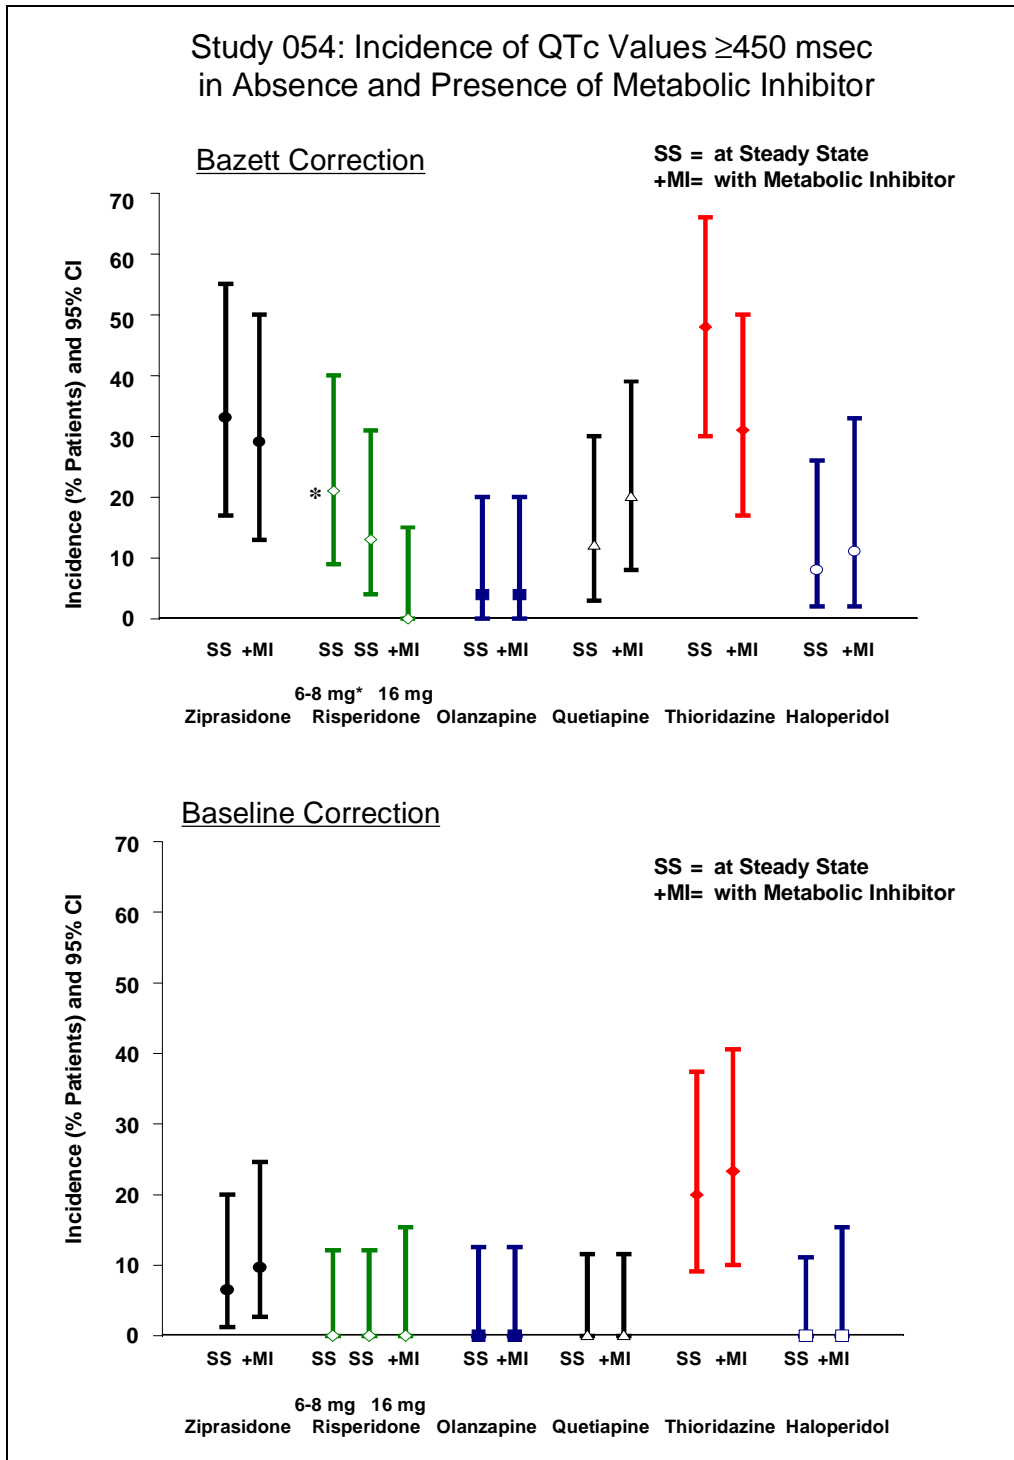 Study 054: Incidence of QTc Values ≥450 msec
in Absence and Presence of Metabolic Inhibitor
Bazett Correction
SS = at Steady State
+MI= with Metabolic Inhibitor
Incidence (% Patients) and 95% CI
70
60
50
40
30
20
10
0
*
SS +MI SS SS +MI SS +MI SS +MI SS +MI SS +MI
6-8 mg* 16 mg
Ziprasidone Risperidone Olanzapine Quetiapine Thioridazine Haloperidol
Baseline Correction
SS = at Steady State
+MI= with Metabolic Inhibitor
Incidence (% Patients) and 95% CI
70
60
50
40
30
20
10
0
SS +MI SS SS +MI SS +MI SS +MI SS +MI SS +MI
6-8 mg 16 mg
Ziprasidone Risperidone Olanzapine Quetiapine Thioridazine Haloperidol